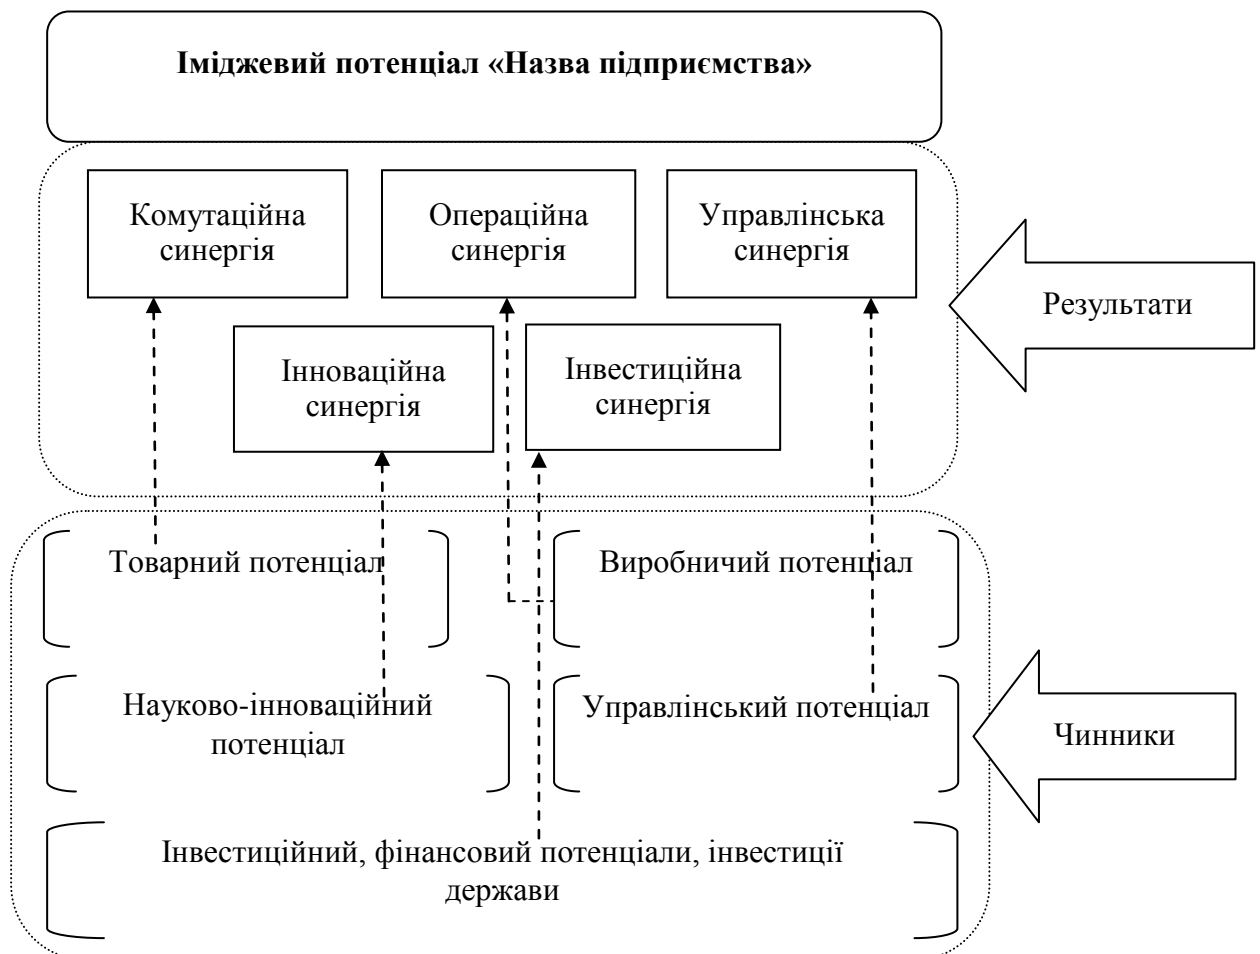 Іміджевий потенціал «Назва підприємства»
Комутаційна
синергія
Операційна
синергія
Управлінська
синергія
Результати
Інноваційна
синергія
Інвестиційна
синергія
Товарний потенціал
Виробничий потенціал
Науково-інноваційний
потенціал
Управлінський потенціал
Чинники
Інвестиційний, фінансовий потенціали, інвестиції
держави